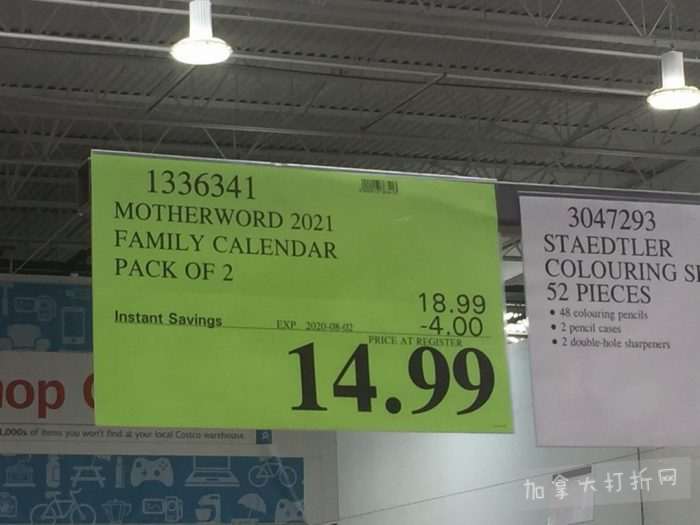 1336341
MOTHERWORD 2021
FAMILY CALENDAR
PACK OF 2
18.99
Instant Savings EXP 2020-08-02 -4.00
PRICE AT REGISTER
14.99
3047293
STAEDTLER
COLOURING S
52 PIECES
• 48 colouring pencils
• 2 pencil cases
• 2 double-hole sharpeners
op
,000s of items you won't find at your local Costco warehouse.
加拿大打折网